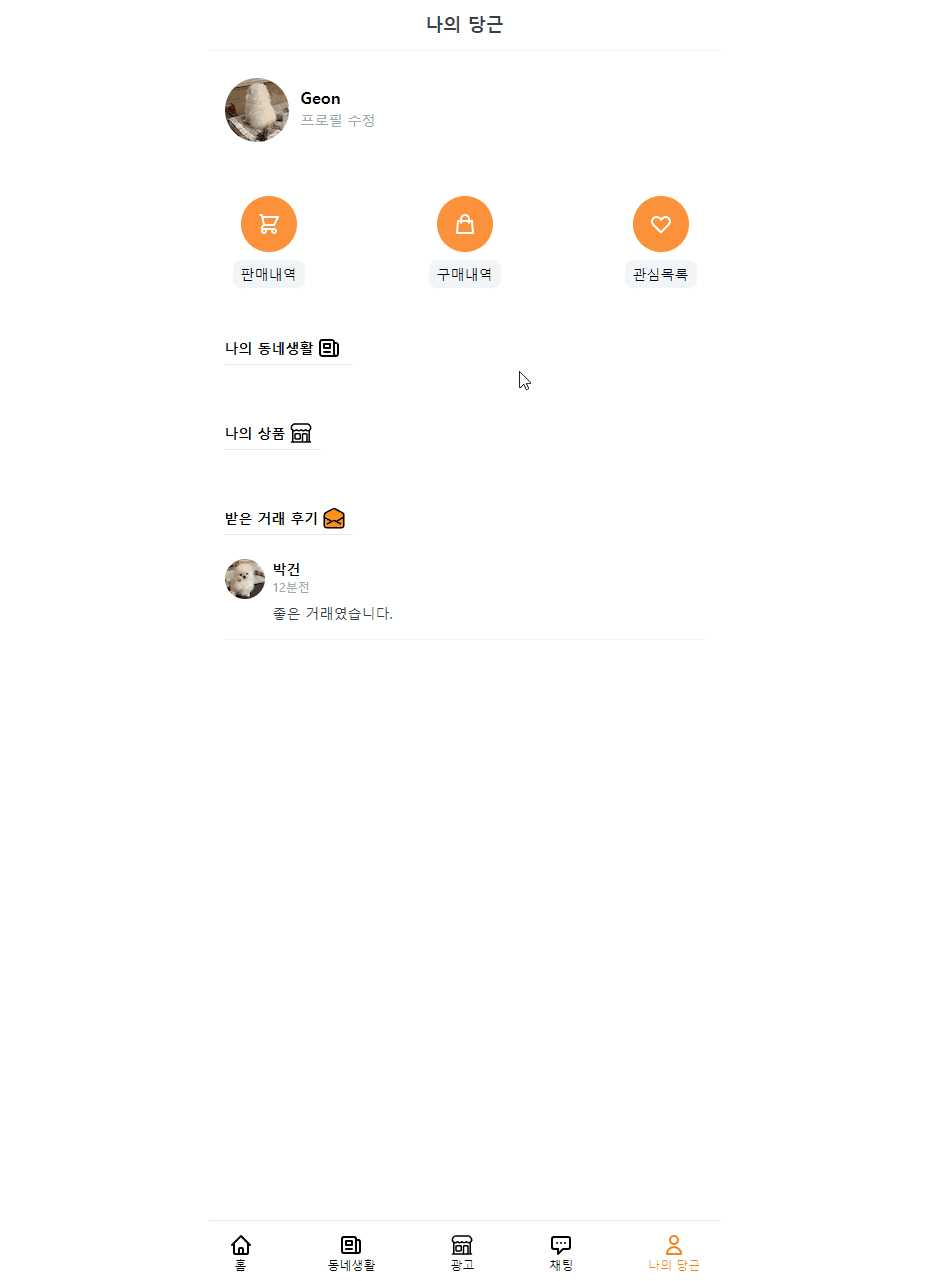 나의 당근
Geon
프로필 수정
판매내역
구매내역
관심목록
나의 동네생활
나의 상품
받은 거래 후기
박건
12분전
좋은 거래였습니다.
홈
동네생활
광고
채팅
나의 당근